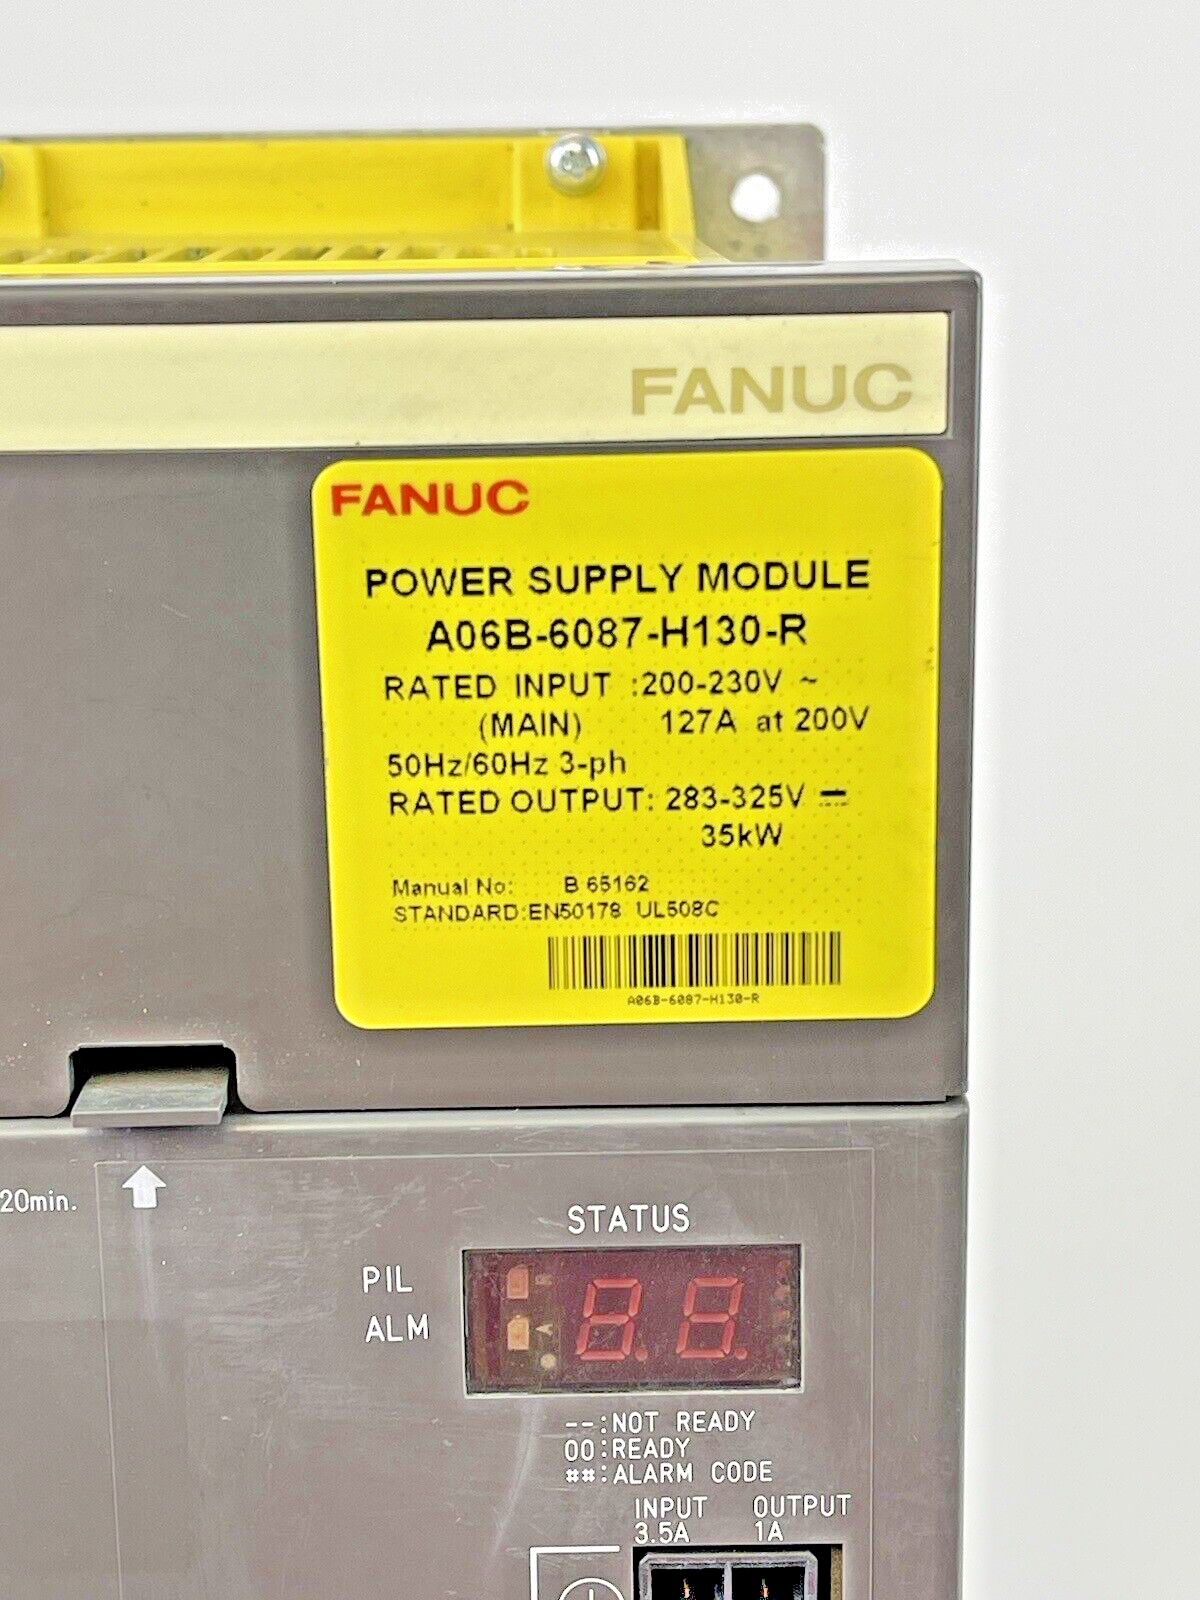 FANUC
FANUC
POWER SUPPLY MODULE
A06B-6087-H130-R
RATED INPUT :200-230V ~
(MAIN) 127A at 200V
50Hz/60Hz 3-ph
RATED OUTPUT: 283-325V ⎓
35kW
Manual No: B 65162
STANDARD:EN50178 UL508C
A06B-6087-H130-R
20min.
STATUS
PIL
ALM
--:NOT READY
00:READY
##:ALARM CODE
INPUT OUTPUT
3.5A 1A